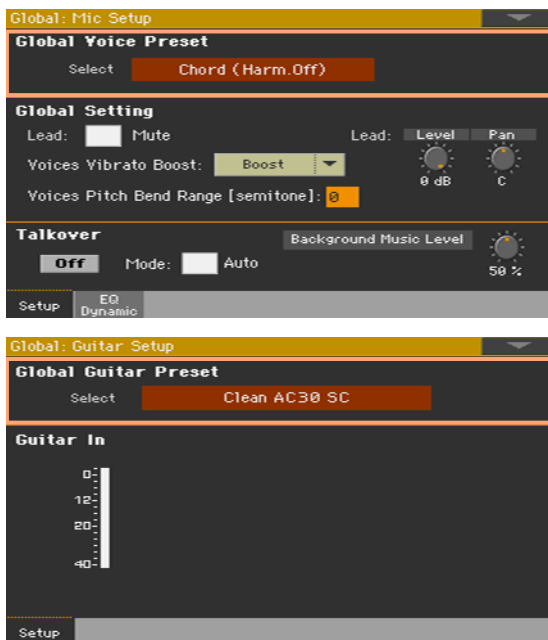 Global: Mic Setup
Global Voice Preset
Select Chord (Harm.Off)
Global Setting
Lead: Mute Lead: Level Pan
Voices Vibrato Boost: Boost
0 dB C
Voices Pitch Bend Range [semitone]: 0
Talkover Background Music Level
Off Mode: Auto
50 %
Setup EQ Dynamic
Global: Guitar Setup
Global Guitar Preset
Select Clean AC30 SC
Guitar In
0
12
20
40
Setup